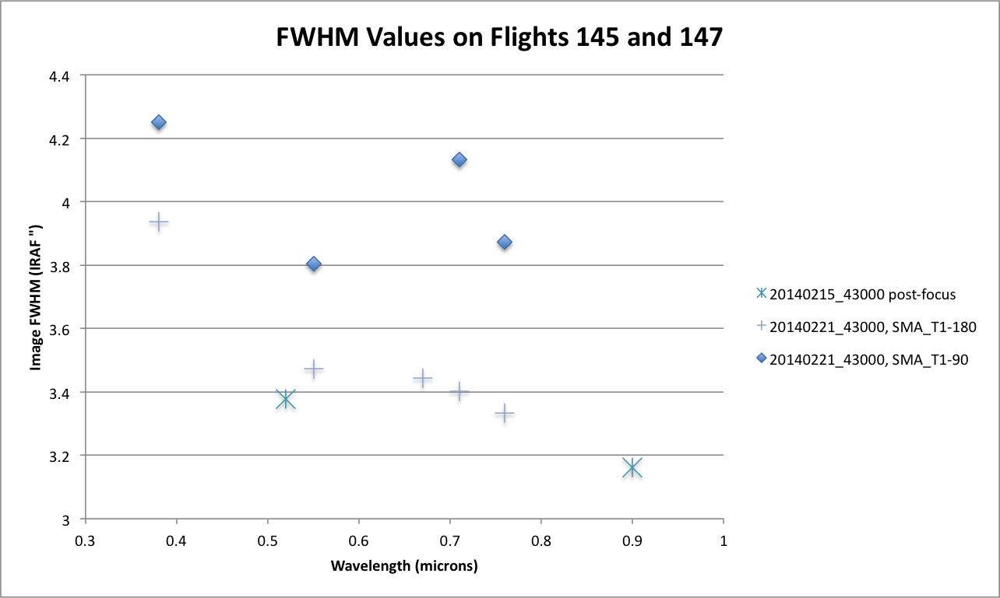 FWHM Values on Flights 145 and 147
4.4
4.2
4
3.8
3.6
3.4
3.2
3
Image FWHM (IRAF ")
0.3 0.4 0.5 0.6 0.7 0.8 0.9 1
Wavelength (microns)
20140215_43000 post-focus
20140221_43000, SMA_T1-180
20140221_43000, SMA_T1-90